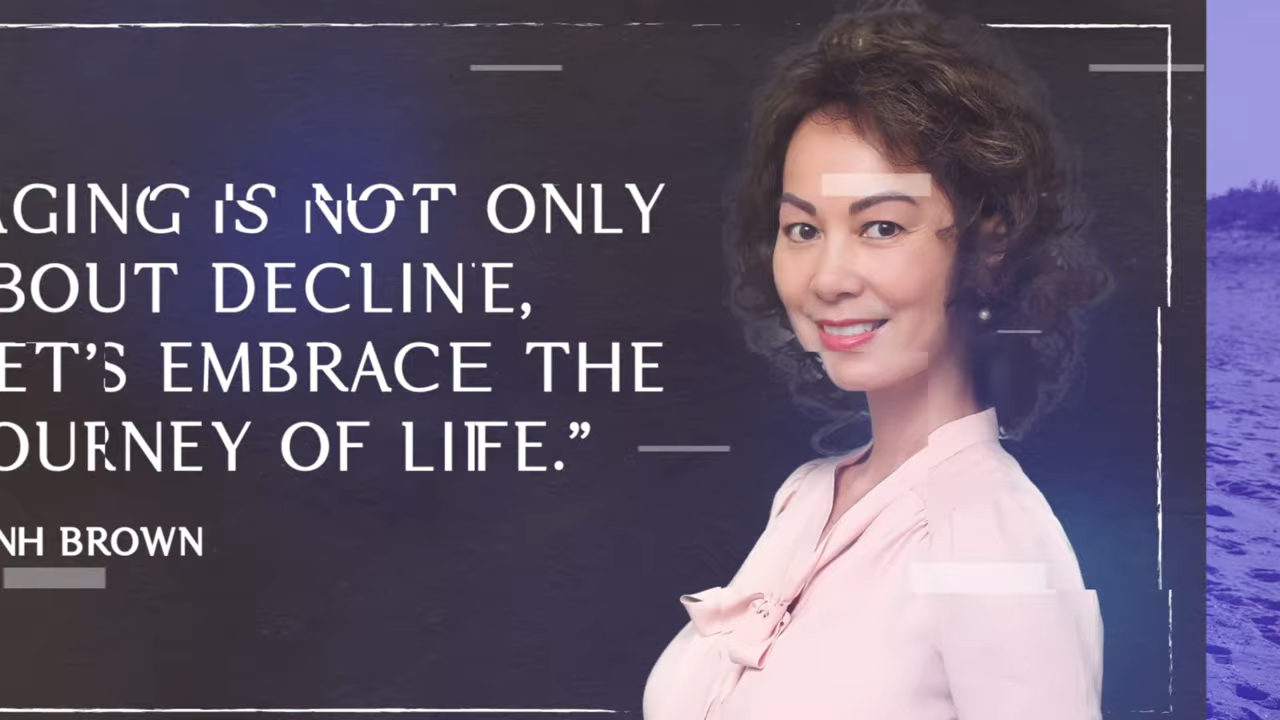 AGING IS NOT ONLY
BOUT DECLINE,
ET'S EMBRACE THE
OURNEY OF LIFE.”
NH BROWN